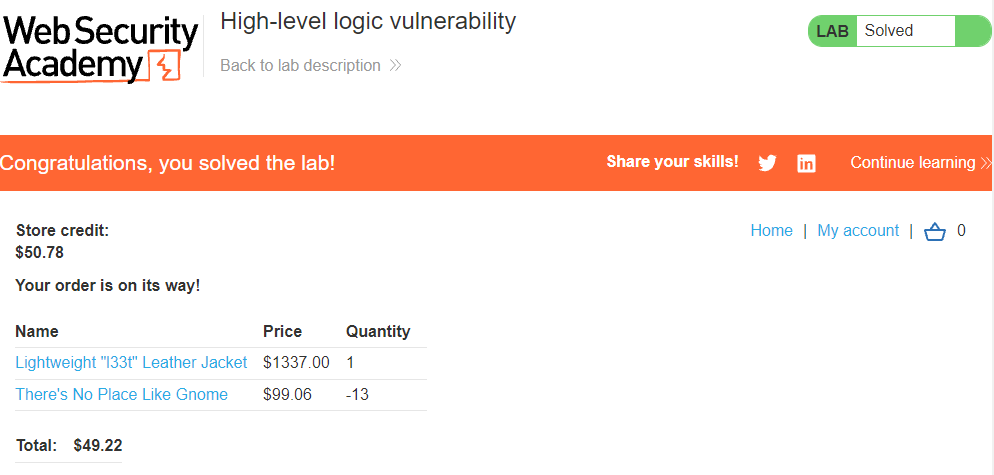 Web Security
Academy
High-level logic vulnerability
Back to lab description
LAB Solved
Congratulations, you solved the lab!
Share your skills!
in
Continue learning
Store credit:
$50.78
Home | My account | 0
Your order is on its way!
Name Price Quantity
Lightweight "l33t" Leather Jacket $1337.00 1
There's No Place Like Gnome $99.06 -13
Total: $49.22